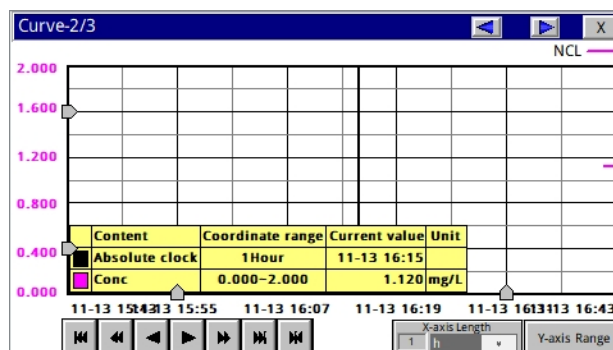 Curve-2/3 X
NCL
2.000
1.600
1.200
0.800
0.400
0.000
Content Coordinate range Current value Unit
Absolute clock 1Hour 11-13 16:15
Conc 0.000~2.000 1.120 mg/L
11-13 15:55 11-13 16:07 11-13 16:19 11-13 16:43
X-axis Length
1 h
Y-axis Range